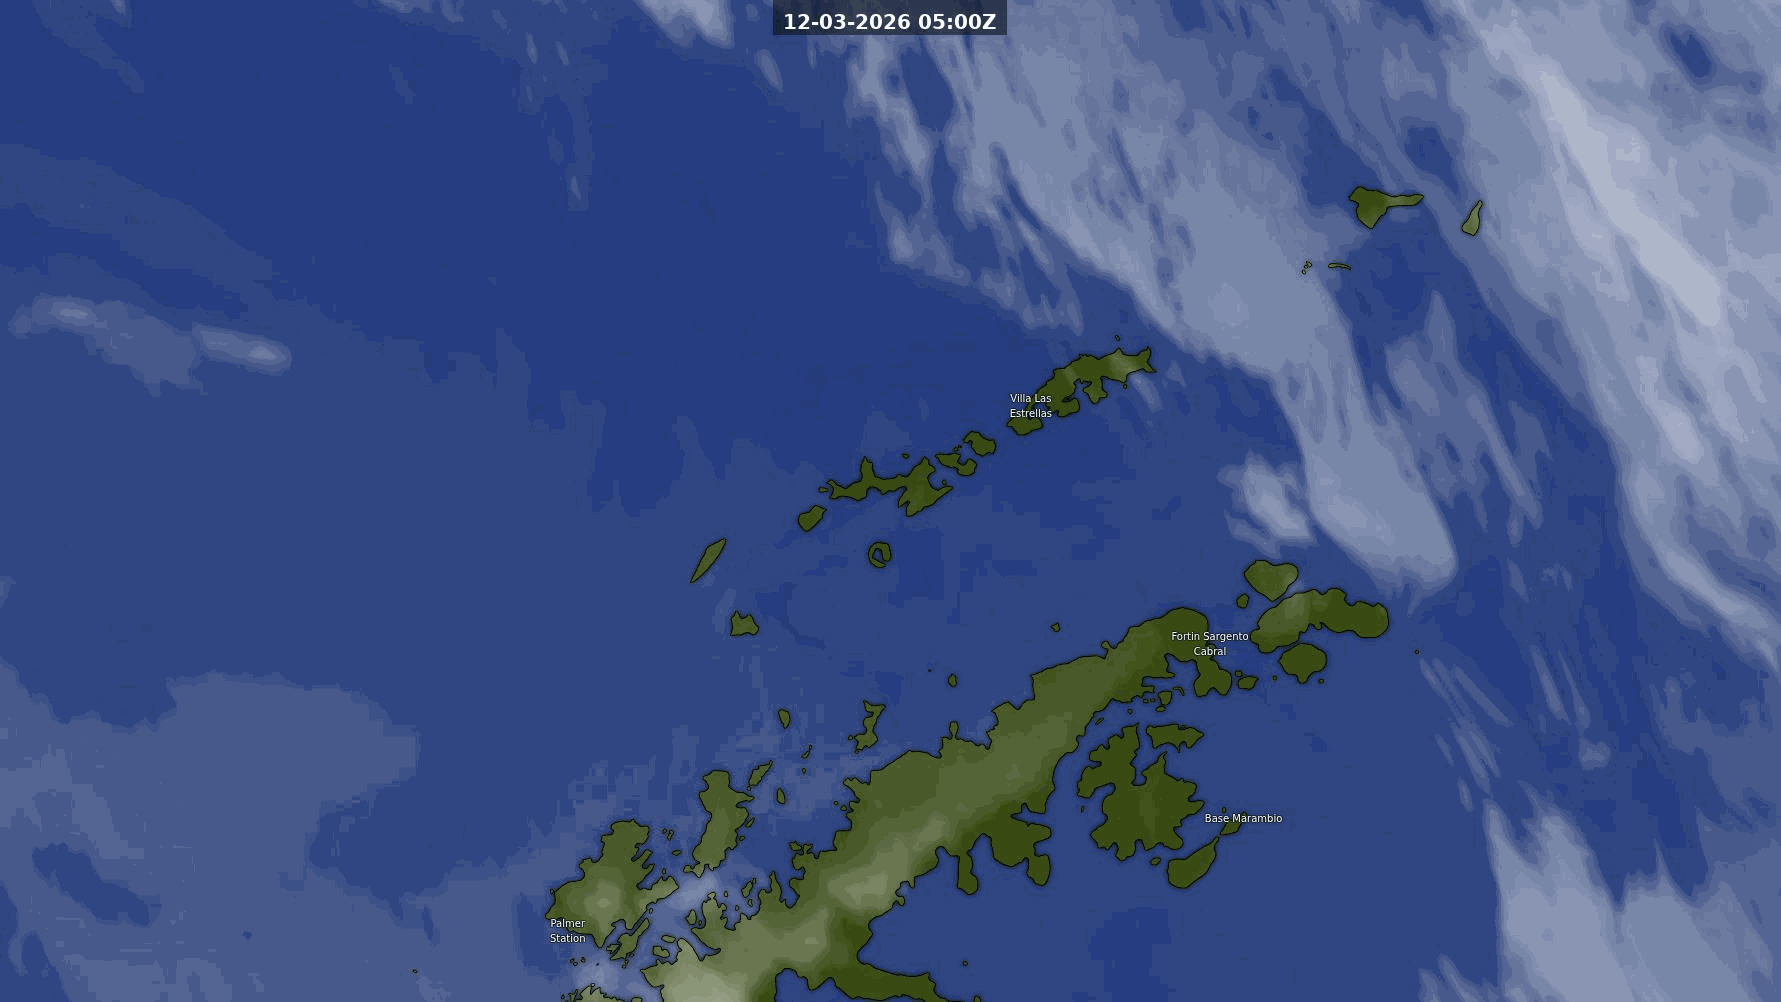 12-03-2026 05:00Z
Villa Las
Estrellas
Fortin Sargento
Cabral
Base Marambio
Palmer
Station